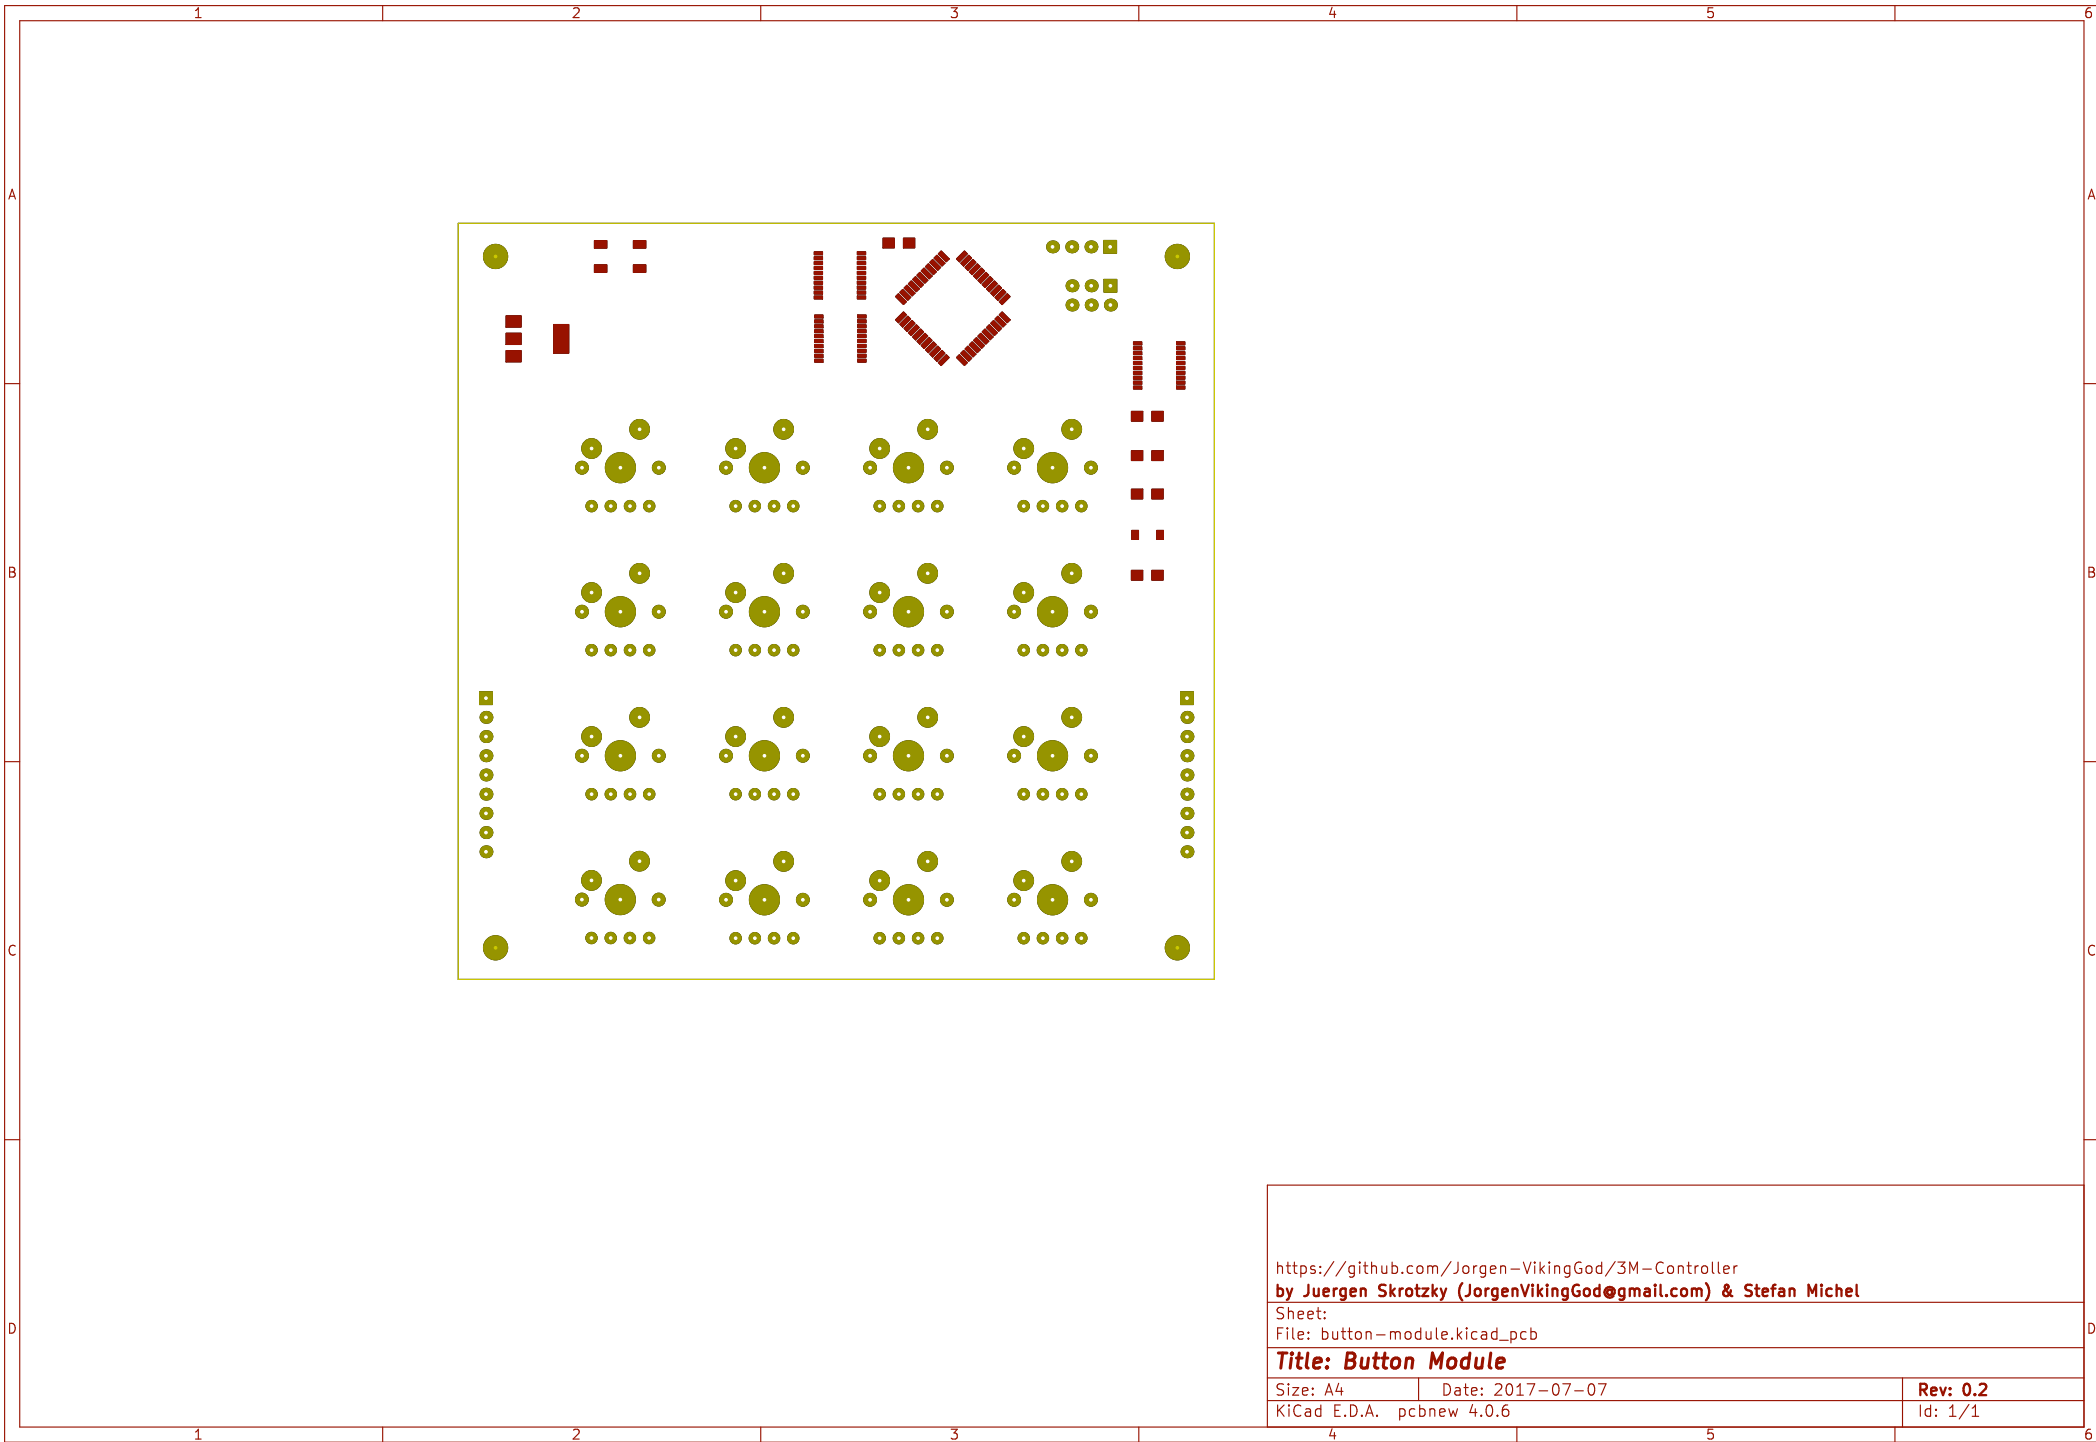 1 2 3 4 5 6
A A
B B
C C
D D
https://github.com/Jorgen-VikingGod/3M-Controller
by Juergen Skrotzky (JorgenVikingGod@gmail.com) & Stefan Michel
Sheet:
File: button-module.kicad_pcb
Title: Button Module
Size: A4 Date: 2017-07-07 Rev: 0.2
KiCad E.D.A. pcbnew 4.0.6 Id: 1/1
1 2 3 4 5 6